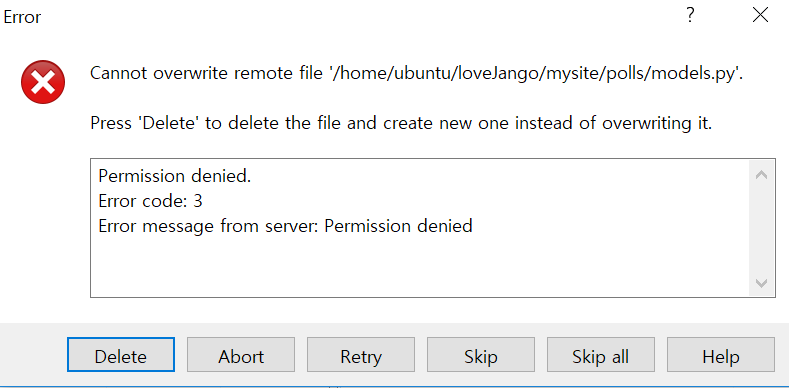 Error
Cannot overwrite remote file '/home/ubuntu/loveJango/mysite/polls/models.py'.
Press 'Delete' to delete the file and create new one instead of overwriting it.
Permission denied.
Error code: 3
Error message from server: Permission denied
Delete
Abort
Retry
Skip
Skip all
Help